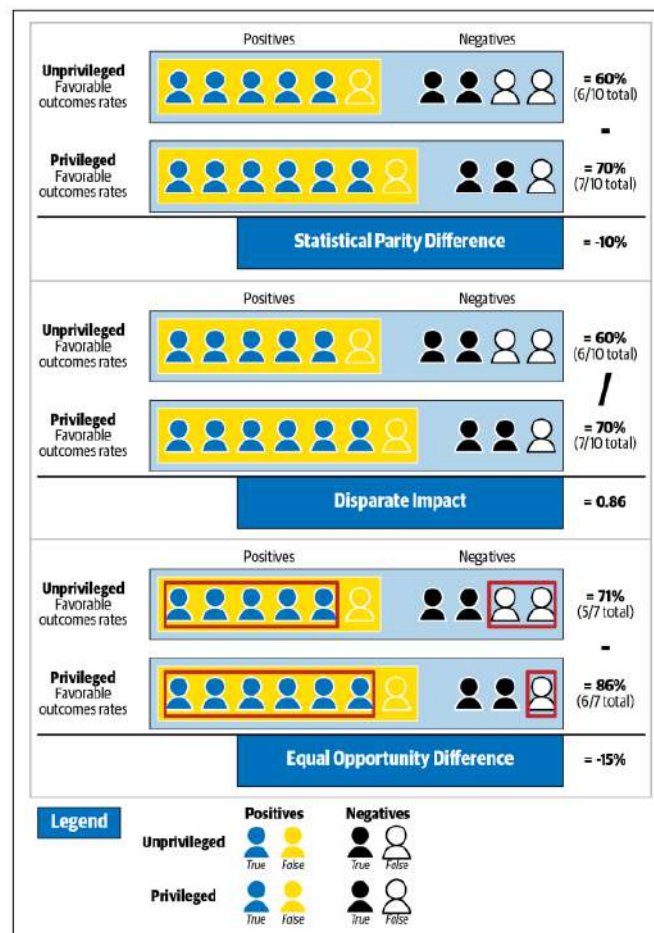 Positives Negatives
Unprivileged
Favorable
outcomes rates
= 60%
(6/10 total)
-
Privileged
Favorable
outcomes rates
= 70%
(7/10 total)
Statistical Parity Difference = -10%
Positives Negatives
Unprivileged
Favorable
outcomes rates
= 60%
(6/10 total)
/
Privileged
Favorable
outcomes rates
= 70%
(7/10 total)
Disparate Impact = 0.86
Positives Negatives
Unprivileged
Favorable
outcomes rates
= 71%
(5/7 total)
-
Privileged
Favorable
outcomes rates
= 86%
(6/7 total)
Equal Opportunity Difference = -15%
Legend
Positives Negatives
Unprivileged
True False True False
Privileged
True False True False